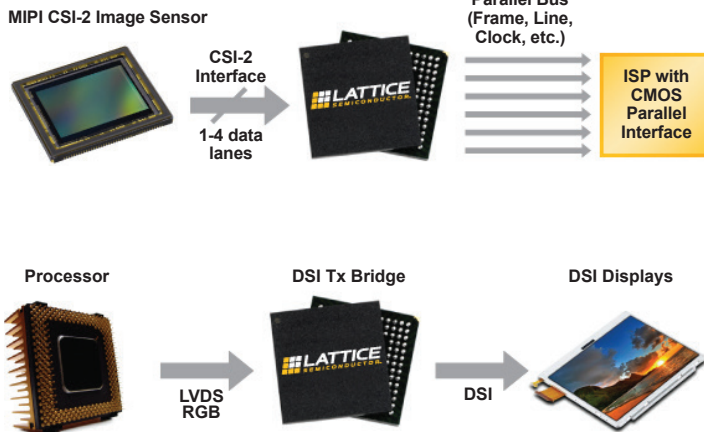 Parallel Bus
(Frame, Line,
Clock, etc.)
MIPI CSI-2 Image Sensor
CSI-2
Interface
1-4 data
lanes
LATTICE
SEMICONDUCTOR
ISP with
CMOS
Parallel
Interface
Processor
DSI Tx Bridge
DSI Displays
LVDS
RGB
LATTICE
SEMICONDUCTOR
DSI